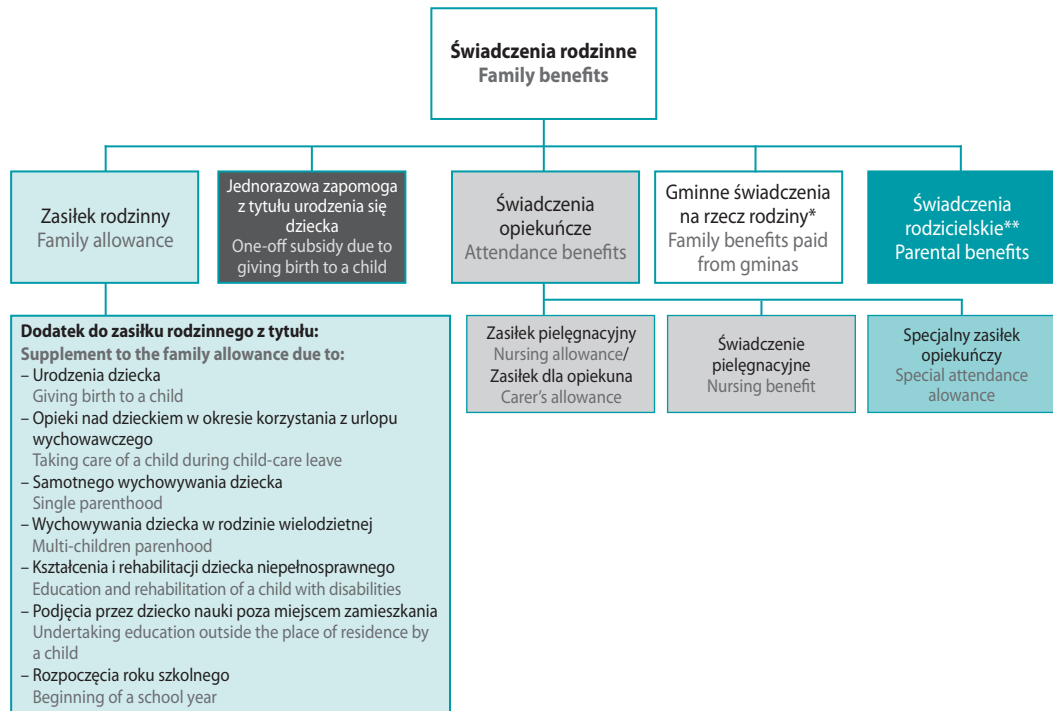 Świadczenia rodzinne
Family benefits
Zasiłek rodzinny
Family allowance
Jednorazowa zapomoga
z tytułu urodzenia się
dziecka
One-off subsidy due to
giving birth to a child
Świadczenia
opiekuńcze
Attendance benefits
Gminne świadczenia
na rzecz rodziny*
Family benefits paid
from gminas
Świadczenia
rodzicielskie**
Parental benefits
Dodatek do zasiłku rodzinnego z tytułu:
Supplement to the family allowance due to:
– Urodzenia dziecka
Giving birth to a child
– Opieki nad dzieckiem w okresie korzystania z urlopu
wychowawczego
Taking care of a child during child-care leave
– Samotnego wychowywania dziecka
Single parenthood
– Wychowywania dziecka w rodzinie wielodzietnej
Multi-children parenhood
– Kształcenia i rehabilitacji dziecka niepełnosprawnego
Education and rehabilitation of a child with disabilities
– Podjęcia przez dziecko nauki poza miejscem zamieszkania
Undertaking education outside the place of residence by
a child
– Rozpoczęcia roku szkolnego
Beginning of a school year
Zasiłek pielęgnacyjny
Nursing allowance/
Zasiłek dla opiekuna
Carer's allowance
Świadczenie
pielęgnacyjne
Nursing benefit
Specjalny zasiłek
opiekuńczy
Special attendance
alowance